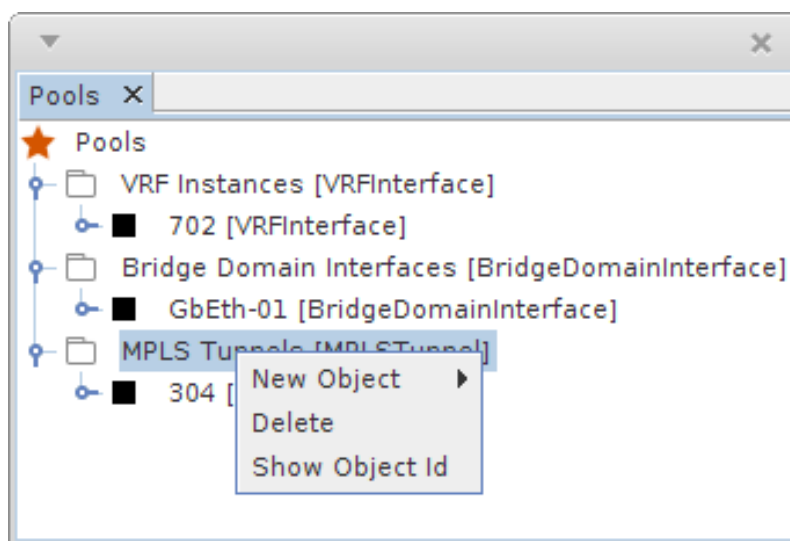 Pools
Pools
VRF Instances [VRFInterface]
702 [VRFInterface]
Bridge Domain Interfaces [BridgeDomainInterface]
GbEth-01 [BridgeDomainInterface]
MPLS Tunnels [MPLSTunnel]
304 [
New Object
Delete
Show Object Id